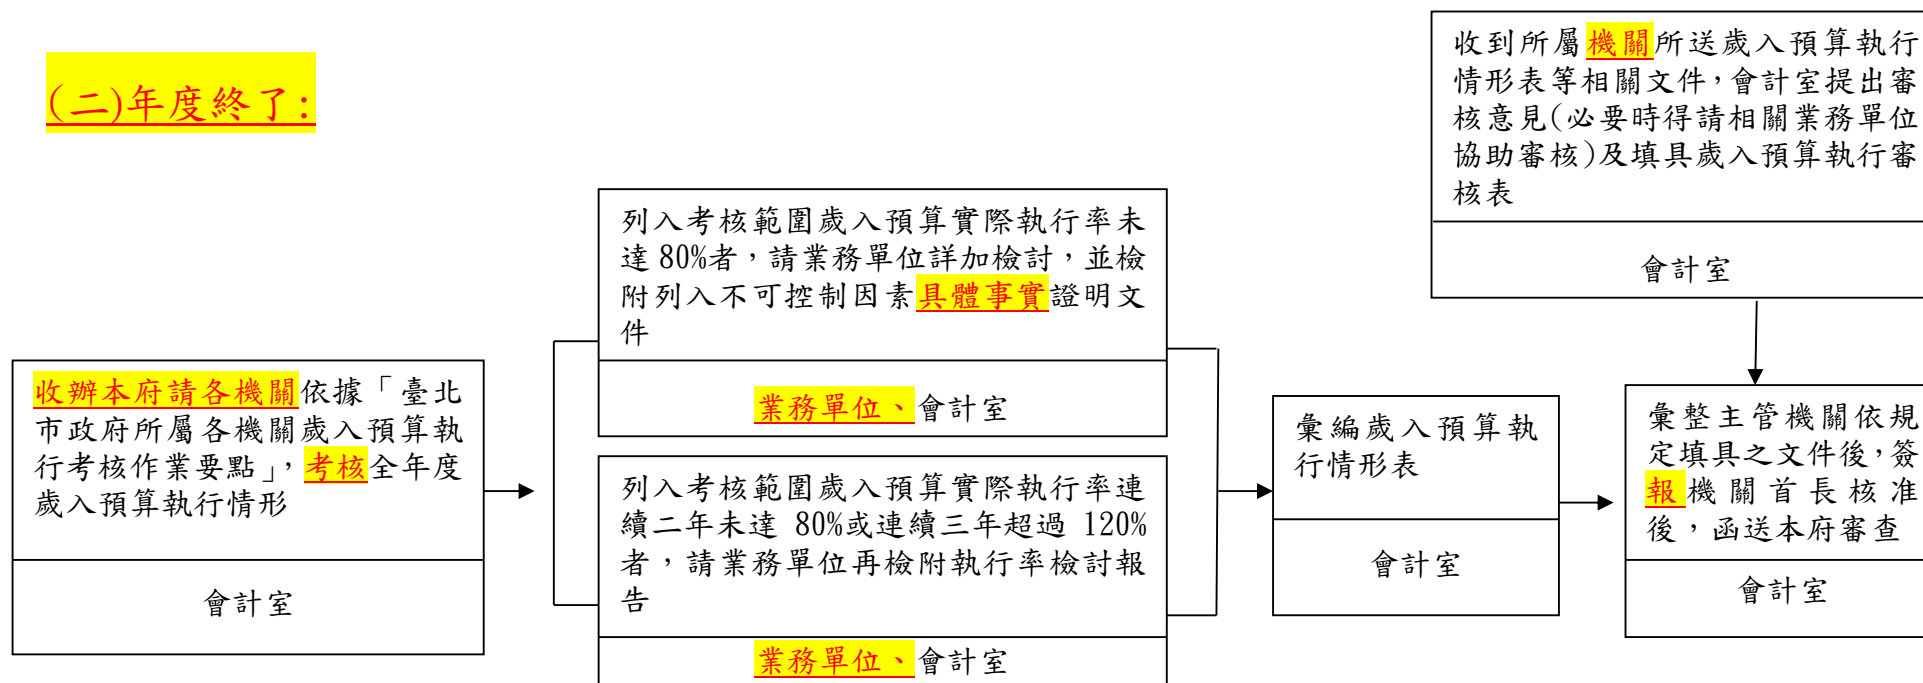 (二)年度終了:
收到所屬機關所送歲入預算執行
情形表等相關文件,會計室提出審
核意見(必要時得請相關業務單位
協助審核)及填具歲入預算執行審
核表
會計室
列入考核範圍歲入預算實際執行率未
達 80%者,請業務單位詳加檢討,並檢
附列入不可控制因素具體事實證明文
件
業務單位、會計室
收辦本府請各機關依據「臺北
市政府所屬各機關歲入預算執
行考核作業要點」,考核全年度
歲入預算執行情形
會計室
列入考核範圍歲入預算實際執行率連
續二年未達 80%或連續三年超過 120%
者,請業務單位再檢附執行率檢討報
告
業務單位、會計室
彙編歲入預算執
行情形表
會計室
彙整主管機關依規
定填具之文件後,簽
報機關首長核准
後,函送本府審查
會計室